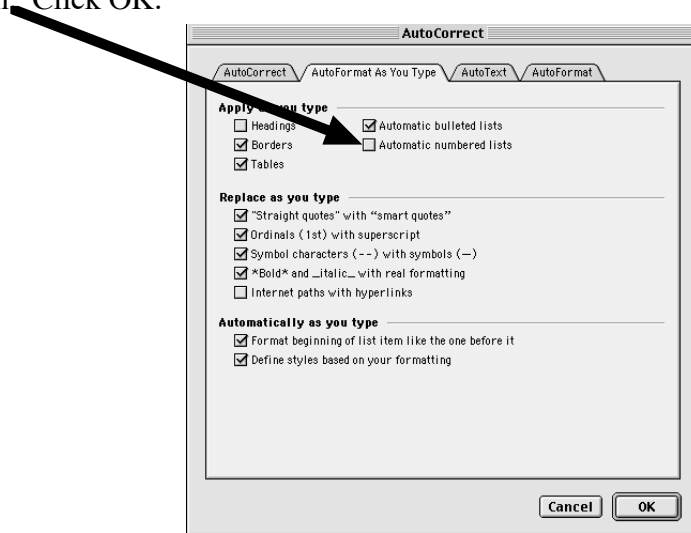 Click OK.
AutoCorrect
AutoCorrect AutoFormat As You Type AutoText AutoFormat
Apply as you type
Headings Automatic bulleted lists
Borders Automatic numbered lists
Tables
Replace as you type
"Straight quotes" with “smart quotes”
Ordinals (1st) with superscript
Symbol characters (--) with symbols (—)
*Bold* and _italic_ with real formatting
Internet paths with hyperlinks
Automatically as you type
Format beginning of list item like the one before it
Define styles based on your formatting
Cancel OK